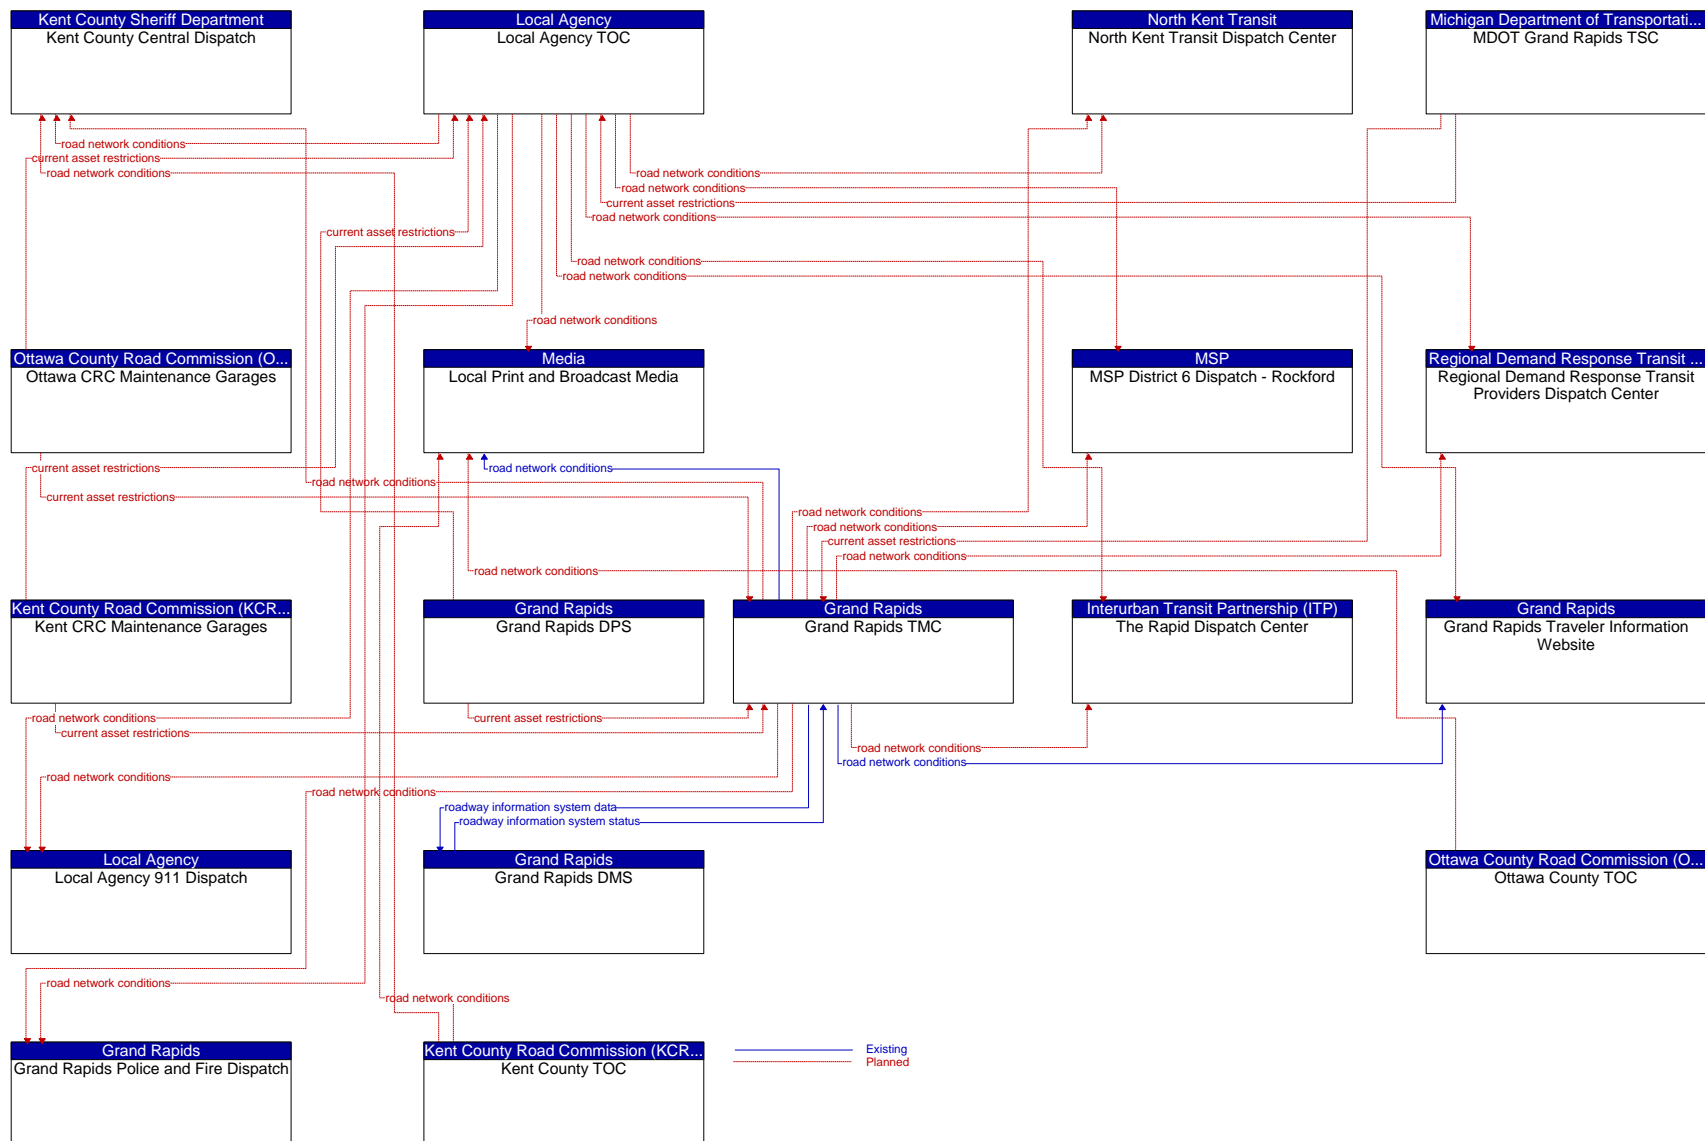 Kent County Sheriff Department
Kent County Central Dispatch
Local Agency
Local Agency TOC
North Kent Transit
North Kent Transit Dispatch Center
Michigan Department of Transportati...
MDOT Grand Rapids TSC
road network conditions
current asset restrictions
road network conditions
road network conditions
road network conditions
current asset restrictions
road network conditions
current asset restrictions
road network conditions
road network conditions
road network conditions
Ottawa County Road Commission (O...
Ottawa CRC Maintenance Garages
Media
Local Print and Broadcast Media
MSP
MSP District 6 Dispatch - Rockford
Regional Demand Response Transit ...
Regional Demand Response Transit
Providers Dispatch Center
current asset restrictions
road network conditions
road network conditions
current asset restrictions
road network conditions
road network conditions
current asset restrictions
road network conditions
road network conditions
Kent County Road Commission (KCR...
Kent CRC Maintenance Garages
Grand Rapids
Grand Rapids DPS
Grand Rapids
Grand Rapids TMC
Interurban Transit Partnership (ITP)
The Rapid Dispatch Center
Grand Rapids
Grand Rapids Traveler Information
Website
road network conditions
current asset restrictions
current asset restrictions
road network conditions
road network conditions
road network conditions
road network conditions
roadway information system data
roadway information system status
Local Agency
Local Agency 911 Dispatch
Grand Rapids
Grand Rapids DMS
Ottawa County Road Commission (O...
Ottawa County TOC
road network conditions
road network conditions
Grand Rapids
Grand Rapids Police and Fire Dispatch
Kent County Road Commission (KCR...
Kent County TOC
Existing
Planned